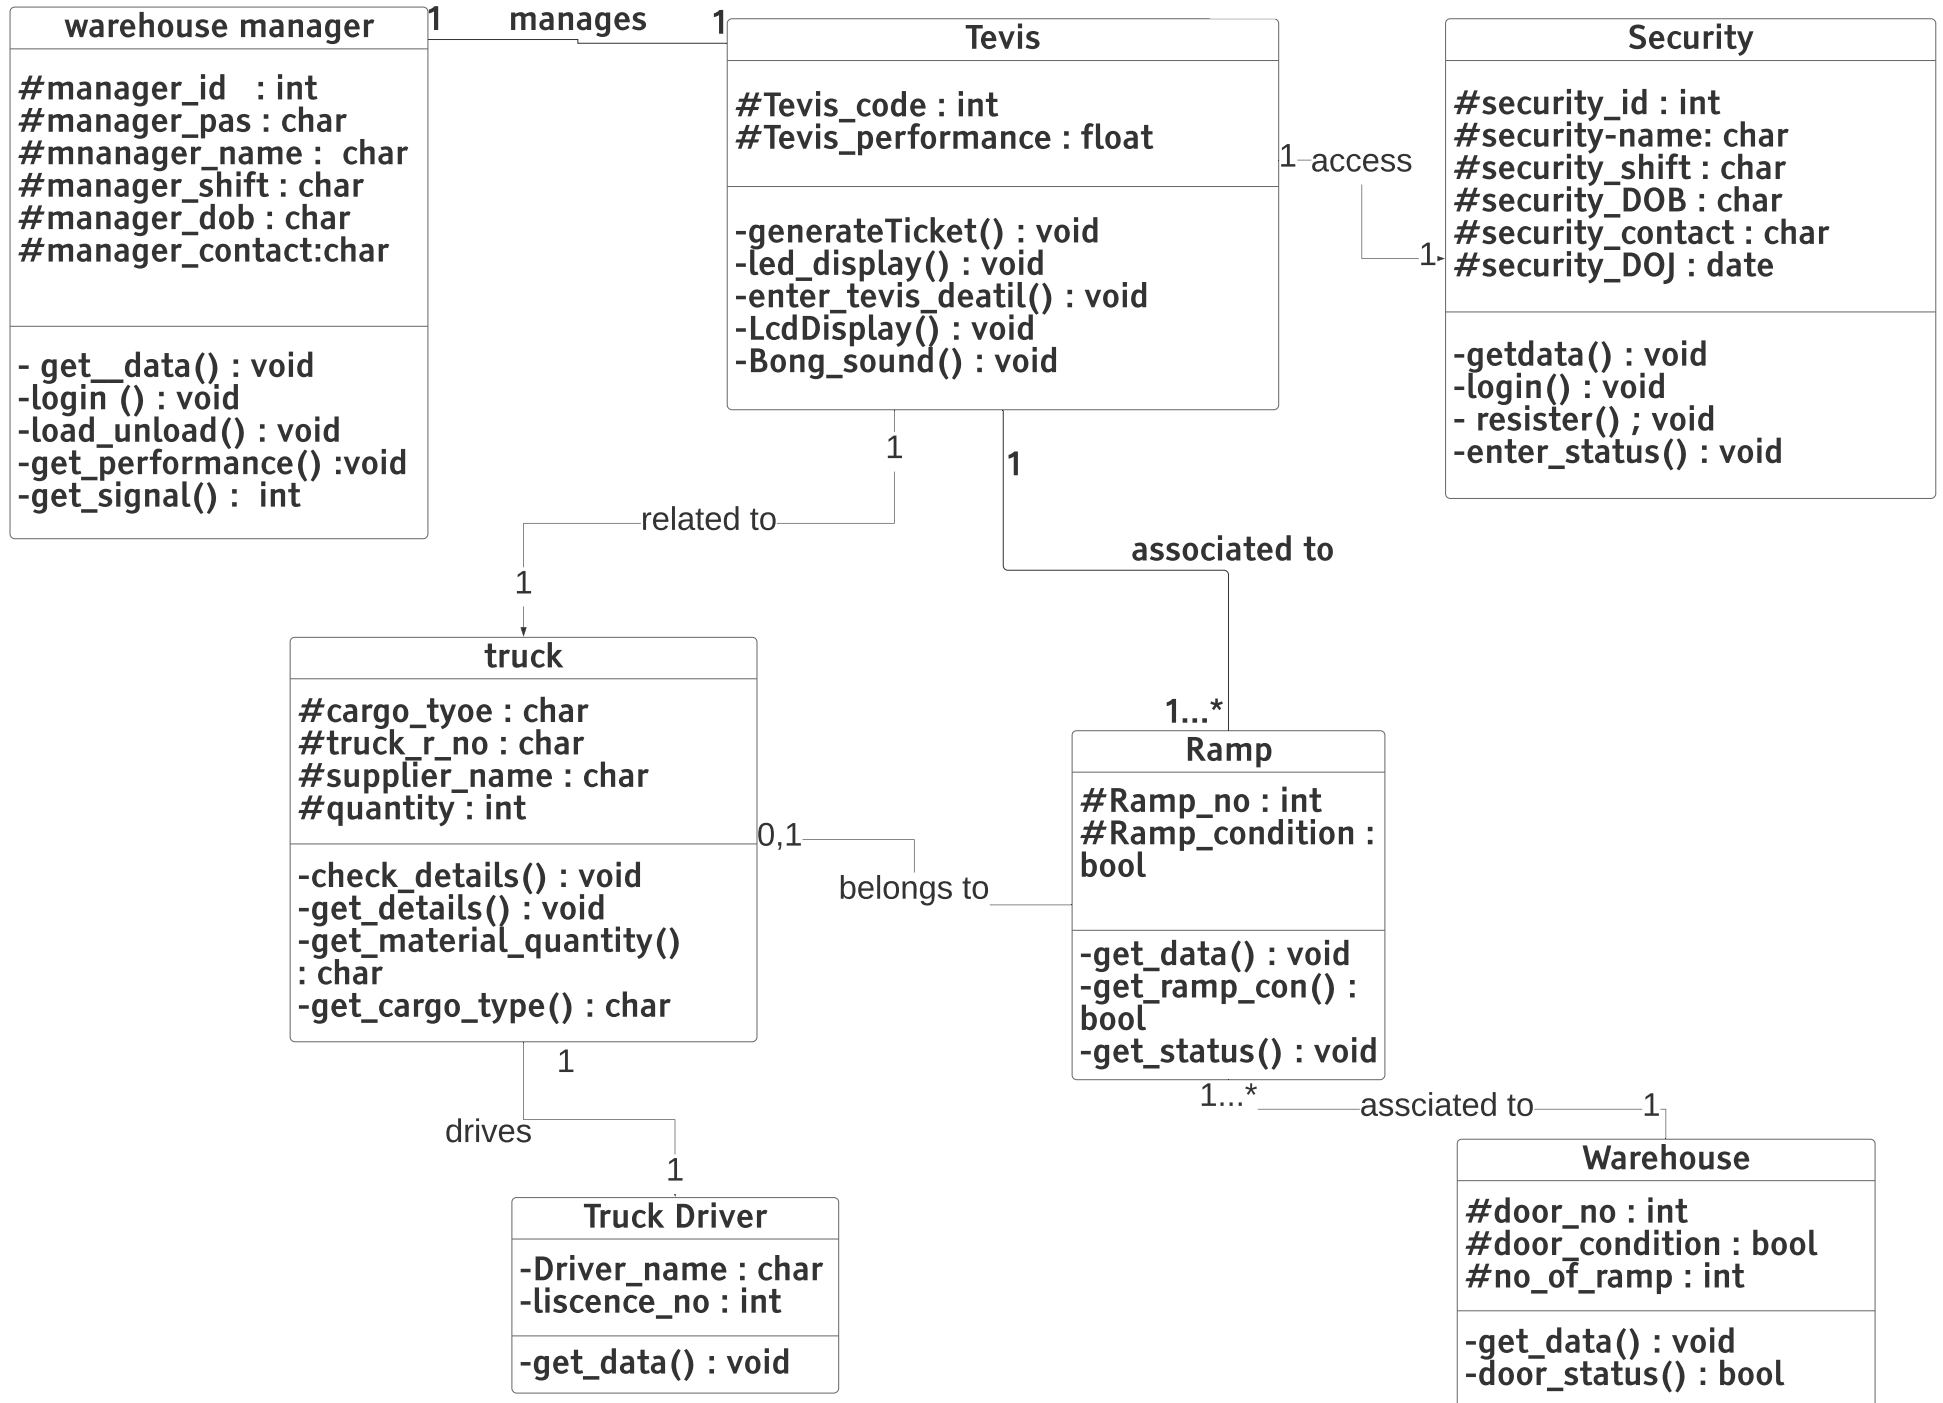 warehouse manager
#manager_id : int
#manager_pas : char
#mnanager_name : char
#manager_shift : char
#manager_dob : char
#manager_contact:char
- get__data() : void
-login () : void
-load_unload() : void
-get_performance() :void
-get_signal() : int
1
manages
1
Tevis
#Tevis_code : int
#Tevis_performance : float
-generateTicket() : void
-led_display() : void
-enter_tevis_deatil() : void
-LcdDisplay() : void
-Bong_sound() : void
1
access
1
Security
#security_id : int
#security-name: char
#security_shift : char
#security_DOB : char
#security_contact : char
#security_DOJ : date
-getdata() : void
-login() : void
- resister() ; void
-enter_status() : void
1
related to
1
1
associated to
1...*
truck
#cargo_tyoe : char
#truck_r_no : char
#supplier_name : char
#quantity : int
-check_details() : void
-get_details() : void
-get_material_quantity()
: char
-get_cargo_type() : char
0,1
belongs to
Ramp
#Ramp_no : int
#Ramp_condition :
bool
-get_data() : void
-get_ramp_con() :
bool
-get_status() : void
1
drives
1
1...*
assciated to
1
Truck Driver
-Driver_name : char
-liscence_no : int
-get_data() : void
Warehouse
#door_no : int
#door_condition : bool
#no_of_ramp : int
-get_data() : void
-door_status() : bool